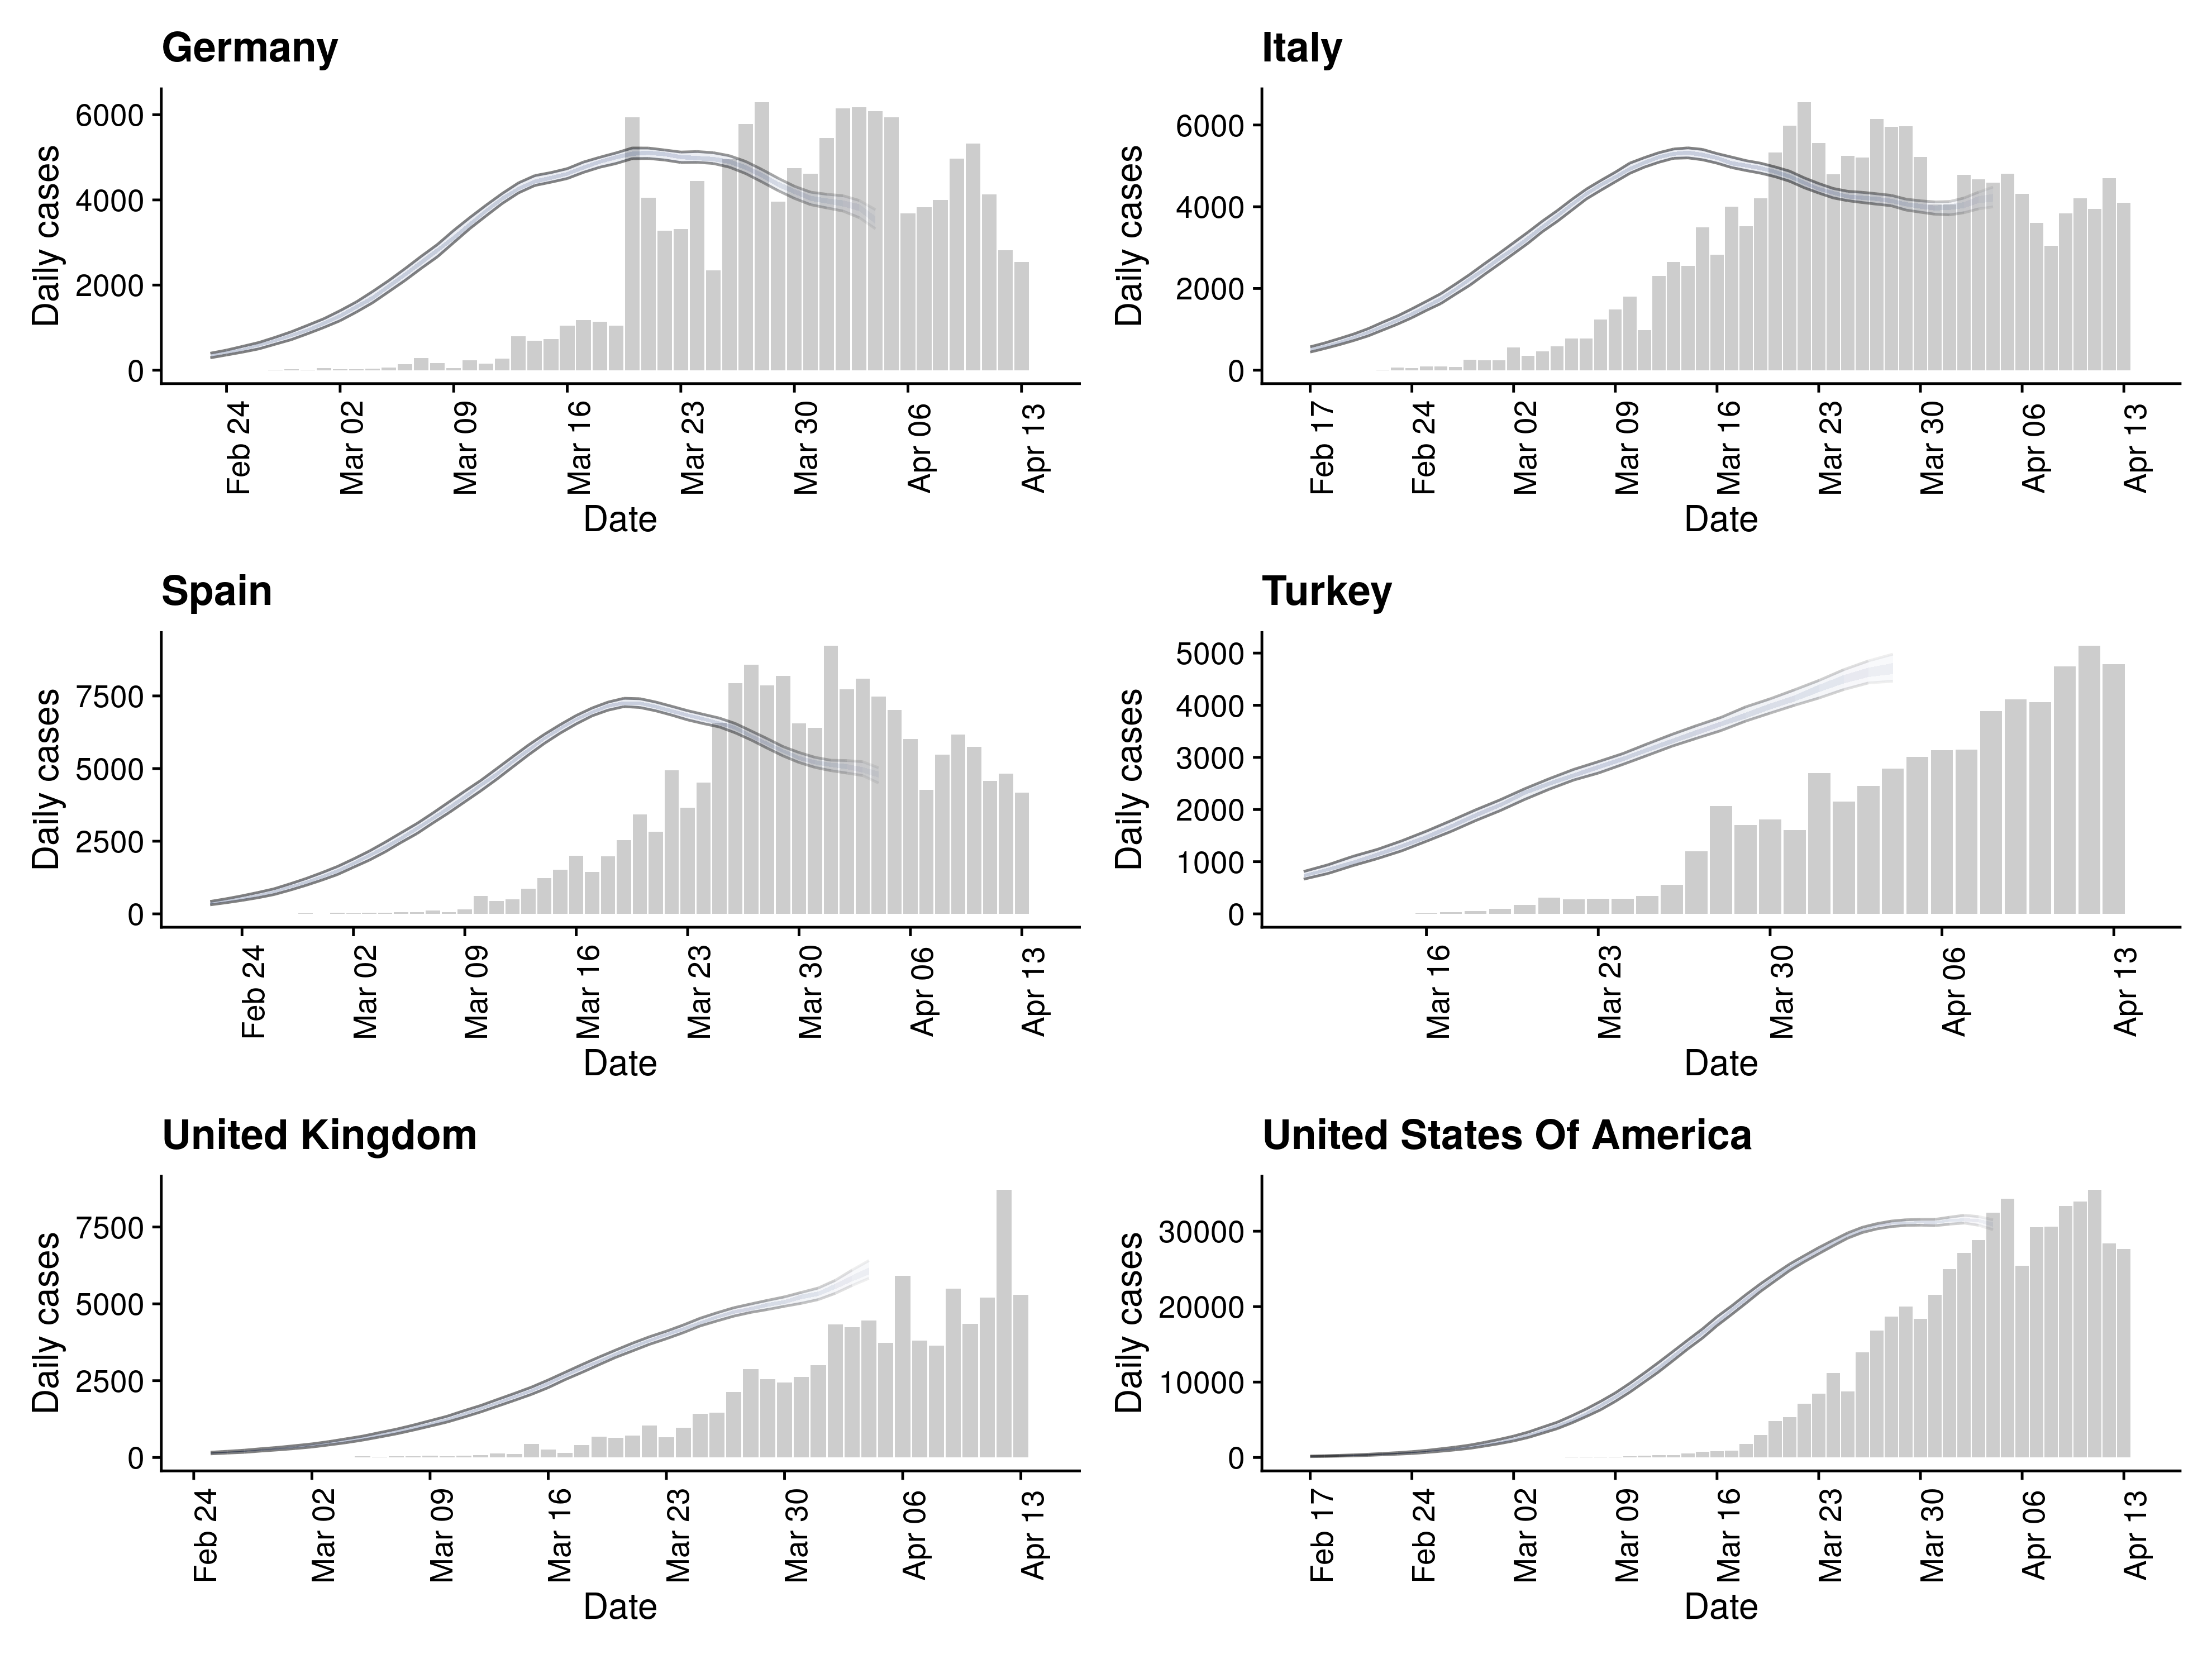 Germany
Daily cases
6000
4000
2000
0
Feb 24
Mar 02
Mar 09
Mar 16
Mar 23
Mar 30
Apr 06
Apr 13
Date
Italy
Daily cases
6000
4000
2000
0
Feb 17
Feb 24
Mar 02
Mar 09
Mar 16
Mar 23
Mar 30
Apr 06
Apr 13
Date
Spain
Daily cases
7500
5000
2500
0
Feb 24
Mar 02
Mar 09
Mar 16
Mar 23
Mar 30
Apr 06
Apr 13
Date
Turkey
Daily cases
5000
4000
3000
2000
1000
0
Mar 16
Mar 23
Mar 30
Apr 06
Apr 13
Date
United Kingdom
Daily cases
7500
5000
2500
0
Feb 24
Mar 02
Mar 09
Mar 16
Mar 23
Mar 30
Apr 06
Apr 13
Date
United States Of America
Daily cases
30000
20000
10000
0
Feb 17
Feb 24
Mar 02
Mar 09
Mar 16
Mar 23
Mar 30
Apr 06
Apr 13
Date